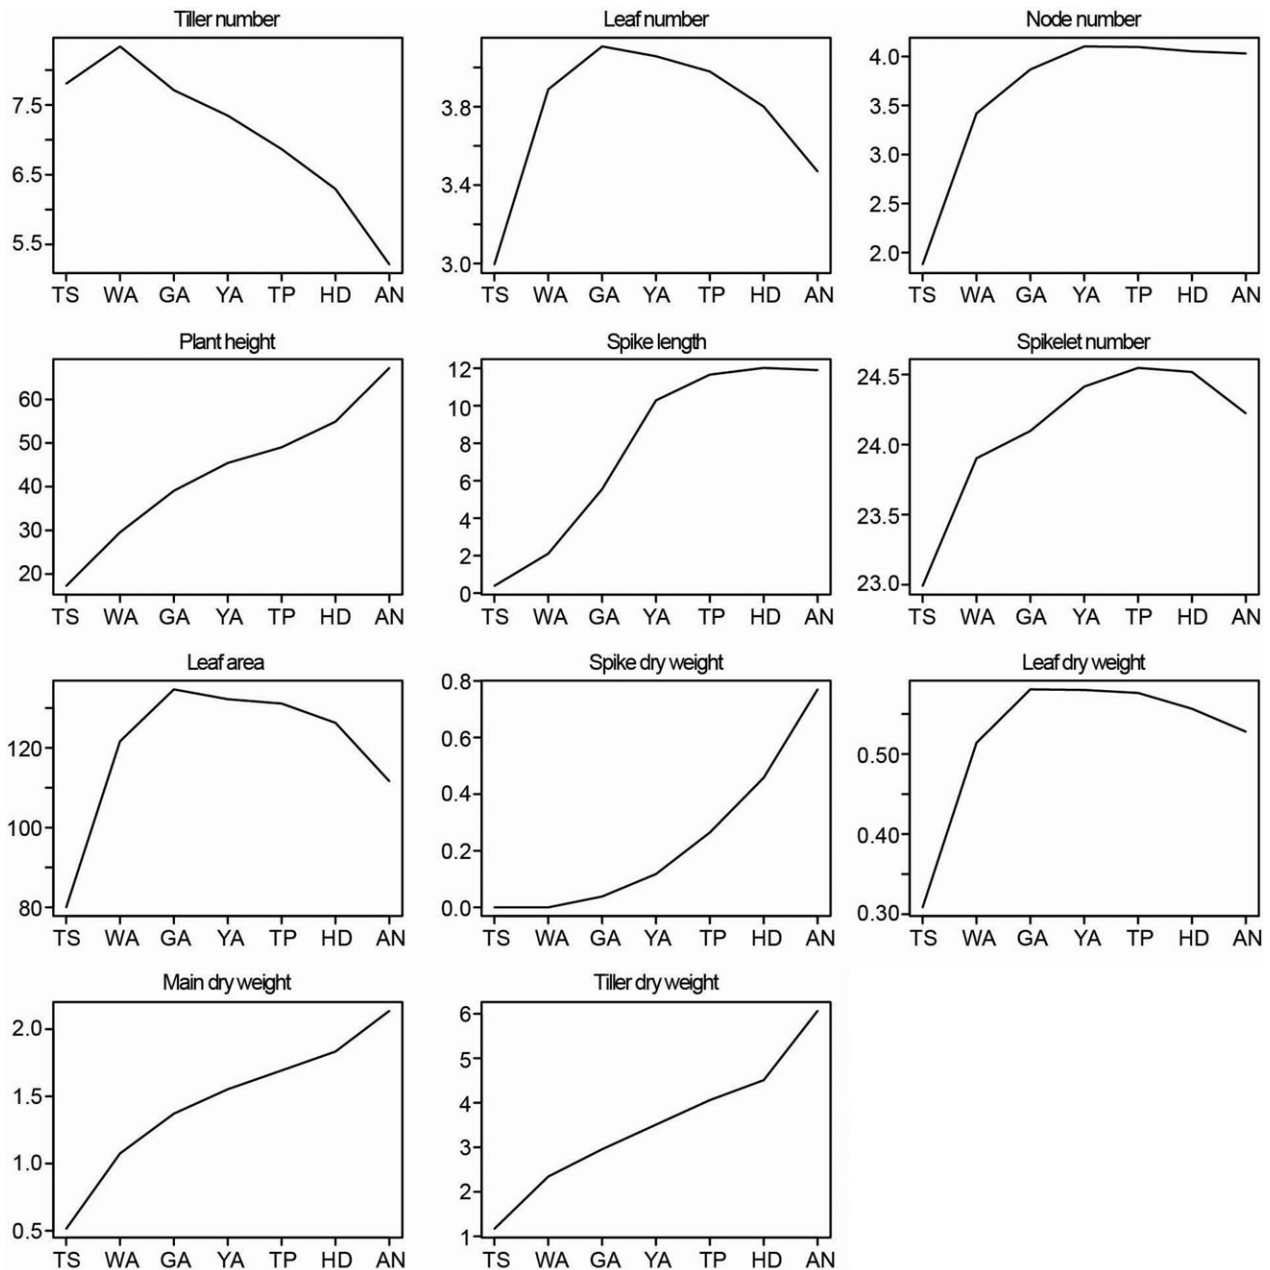 Tiller number
7.5
6.5
5.5
TS WA GA YA TP HD AN
Leaf number
3.8
3.4
3.0
TS WA GA YA TP HD AN
Node number
4.0
3.5
3.0
2.5
2.0
TS WA GA YA TP HD AN
Plant height
60
50
40
30
20
TS WA GA YA TP HD AN
Spike length
12
10
8
6
4
2
0
TS WA GA YA TP HD AN
Spikelet number
24.5
24.0
23.5
23.0
TS WA GA YA TP HD AN
Leaf area
120
100
80
TS WA GA YA TP HD AN
Spike dry weight
0.8
0.6
0.4
0.2
0.0
TS WA GA YA TP HD AN
Leaf dry weight
0.50
0.40
0.30
TS WA GA YA TP HD AN
Main dry weight
2.0
1.5
1.0
0.5
TS WA GA YA TP HD AN
Tiller dry weight
6
5
4
3
2
1
TS WA GA YA TP HD AN